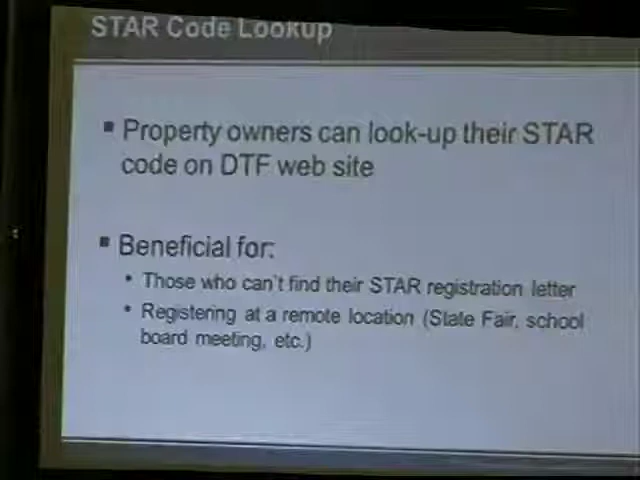 STAR Code Lookup
▪ Property owners can look-up their STAR
code on DTF web site
▪ Beneficial for:
• Those who can't find their STAR registration letter
• Registering at a remote location (State Fair, school
board meeting, etc.)